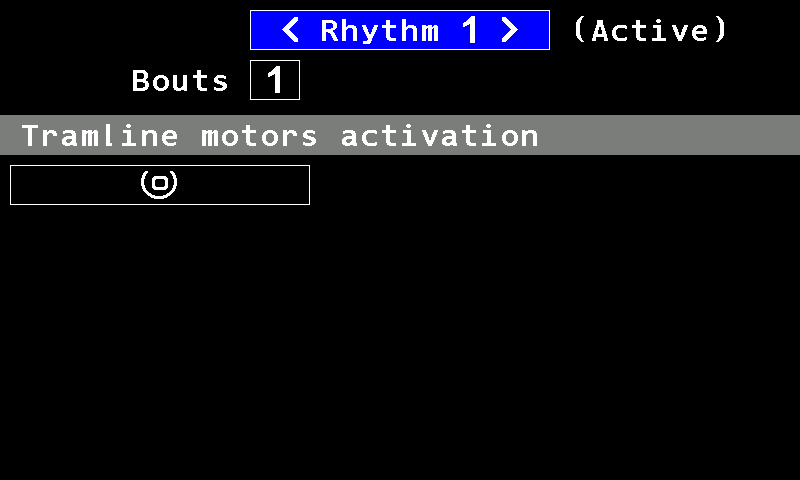 < Rhythm 1 > (Active)
Bouts 1
Tramline motors activation